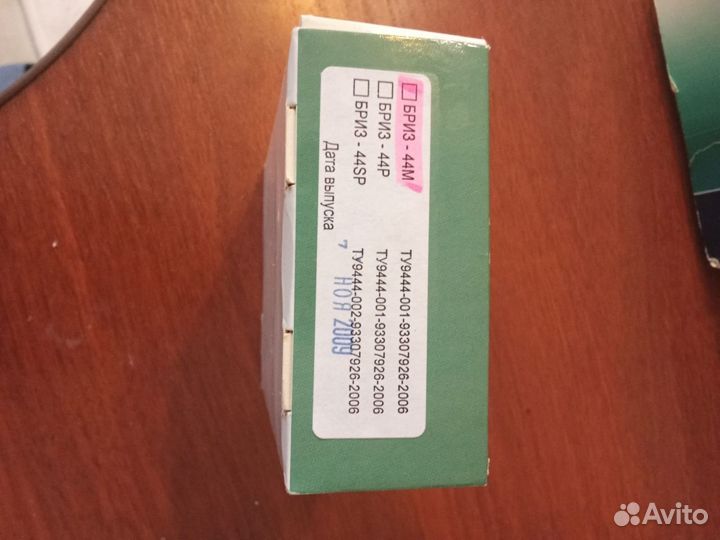 БРИЗ - 44М ТУ9444-001-93307926-2006
БРИЗ - 44Р ТУ9444-001-93307926-2006
БРИЗ - 44SP ТУ9444-002-93307926-2006
Дата выпуска
НОЯ 2009
Avito